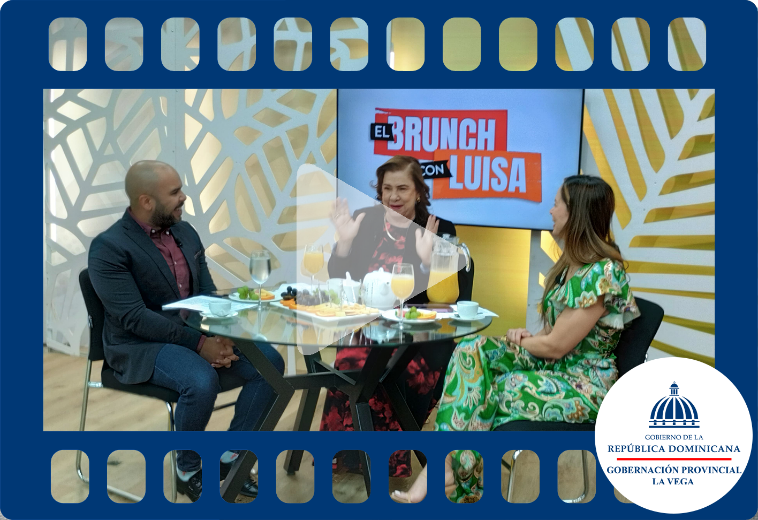 EL BRUNCH
CON LUISA
GOBIERNO DE LA
REPÚBLICA DOMINICANA
GOBERNACIÓN PROVINCIAL
LA VEGA